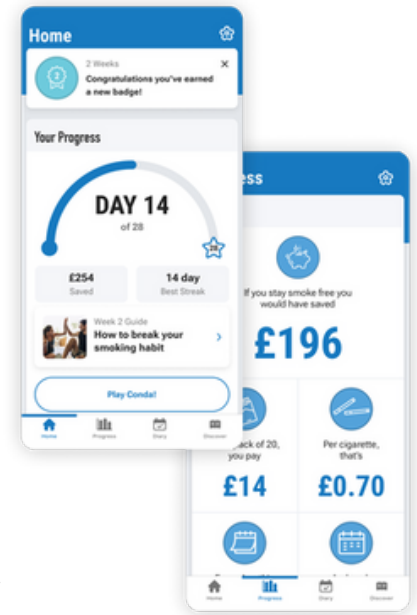 Home
2 Weeks
Congratulations you've earned
a new badge!
Your Progress
DAY 14
of 28
28
£254
Saved
14 day
Best Streak
Week 2 Guide
How to break your
smoking habit
Play Conda!
Home
Progress
Diary
Discover
ess
If you stay smoke free you
would have saved
£196
ack of 20,
you pay
£14
Per cigarette,
that's
£0.70
Home
Progress
Diary
Discover